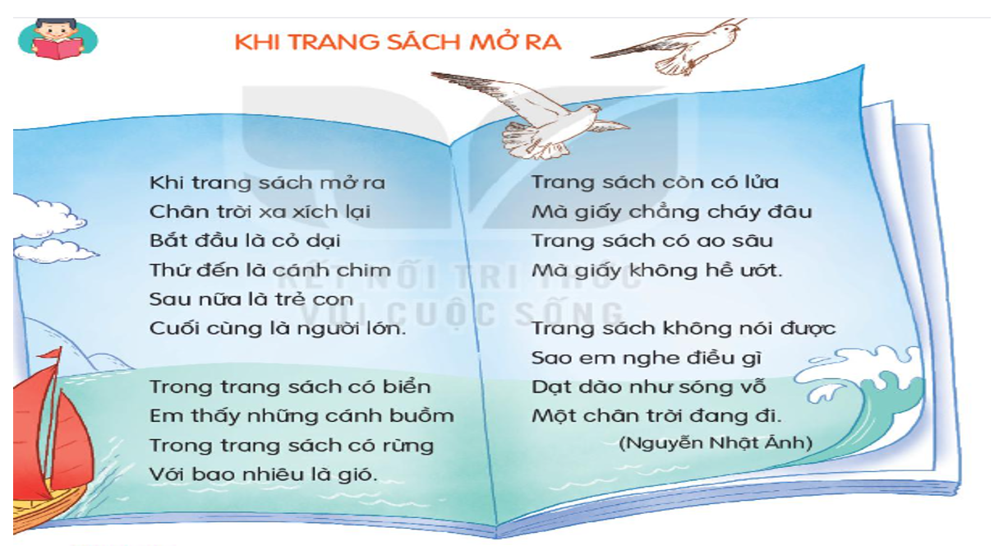 KHI TRANG SÁCH MỞ RA
Khi trang sách mở ra
Chân trời xa xích lại
Bắt đầu là cỏ dại
Thứ đến là cánh chim
Sau nữa là trẻ con
Cuối cùng là người lớn.
Trong trang sách có biển
Em thấy những cánh buồm
Trong trang sách có rừng
Với bao nhiêu là gió.
Trang sách còn có lửa
Mà giấy chẳng cháy đâu
Trang sách có ao sâu
Mà giấy không hề ướt.
Trang sách không nói được
Sao em nghe điều gì
Dạt dào như sóng vỗ
Một chân trời đang đi.
(Nguyễn Nhật Ánh)
KẾT NỐI TRI THỨC
VỚI CUỘC SỐNG